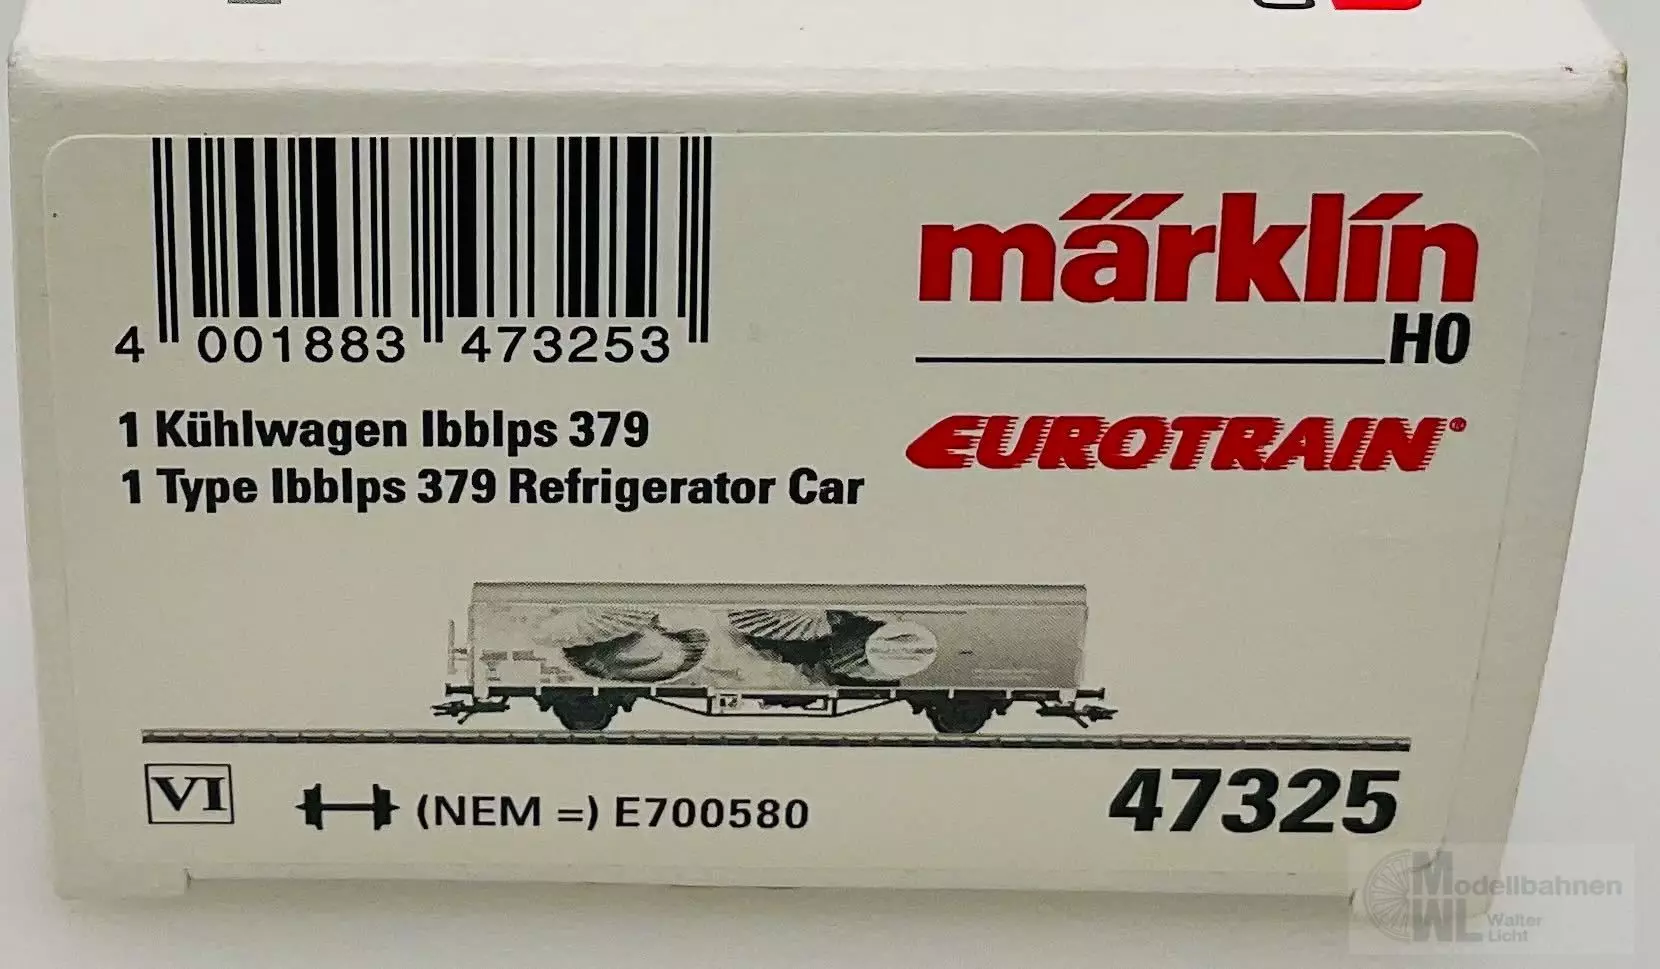 4 001883 473253
märklín
H0
1 Kühlwagen Ibblps 379
1 Type Ibblps 379 Refrigerator Car
EUROTRAIN®
VI
(NEM =) E700580
47325
Modellbahnen
WL Walter
Licht